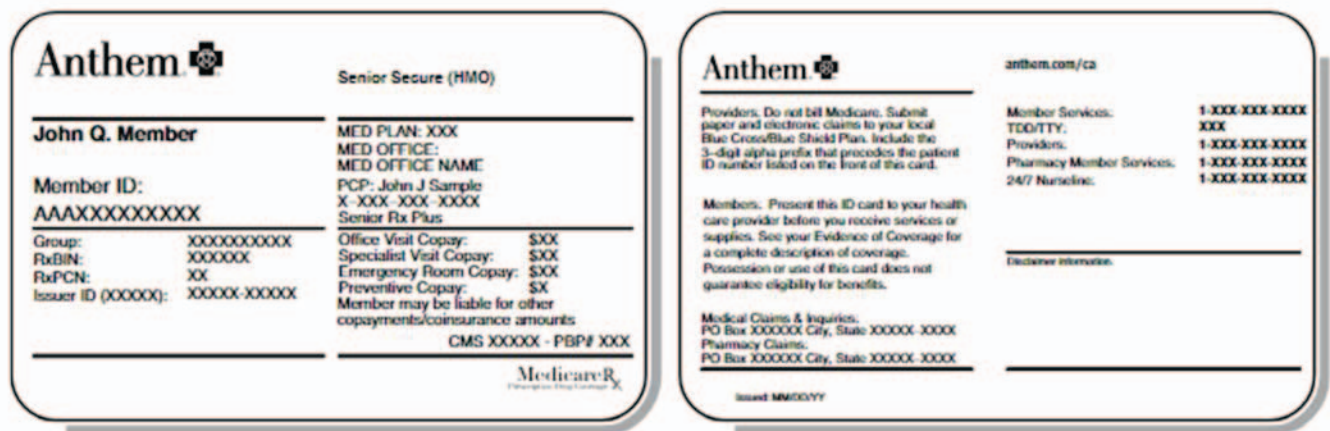 Anthem
Senior Secure (HMO)
John Q. Member
Member ID:
AAAXXXXXXXXXX
Group: XXXXXXXXXX
RxBIN: XXXXXX
RxPCN: XX
Issuer ID (XXXXX): XXXXX-XXXXX
MED PLAN: XXX
MED OFFICE:
MED OFFICE NAME
PCP: John J Sample
X-XXX-XXX-XXXX
Senior Rx Plus
Office Visit Copay: $XX
Specialist Visit Copay: $XX
Emergency Room Copay: $XX
Preventive Copay: $X
Member may be liable for other
copayments/coinsurance amounts
CMS XXXXX - PBP# XXX
MedicareRx
Prescription Drug Coverage
Anthem
Providers. Do not bill Medicare. Submit
paper and electronic claims to your local
Blue Cross/Blue Shield Plan. Include the
3-digit alpha prefix that precedes the patient
ID number listed on the front of this card.
Members. Present this ID card to your health
care provider before you receive services or
supplies. See your Evidence of Coverage for
a complete description of coverage.
Possession or use of this card does not
guarantee eligibility for benefits.
Medical Claims & Inquiries.
PO Box XXXXXX City, State XXXXX-XXXX
Pharmacy Claims:
PO Box XXXXXX City, State XXXXX-XXXX
Issued: MM/DD/YY
anthem.com/ca
Member Services: 1-XXX-XXX-XXXX
TDD/TTY: XXX
Providers: 1-XXX-XXX-XXXX
Pharmacy Member Services: 1-XXX-XXX-XXXX
24/7 Nurseline: 1-XXX-XXX-XXXX
Disclaimer information.